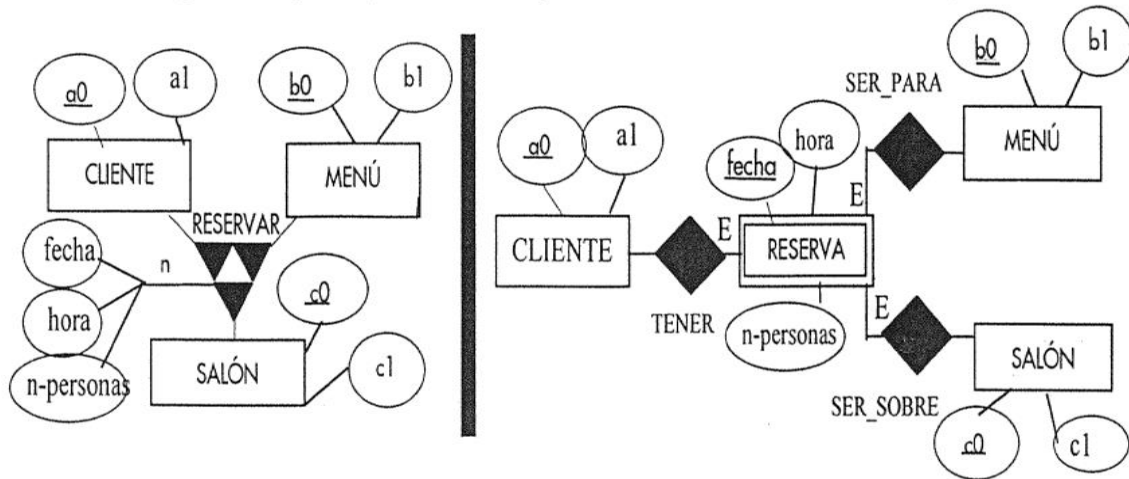 a0
a1
b0
b1
CLIENTE
MENÚ
RESERVAR
fecha
n
hora
n-personas
c0
SALÓN
c1
b0
b1
SER_PARA
MENÚ
a0
a1
hora
fecha
E
CLIENTE
E
RESERVA
TENER
n-personas
E
SALÓN
SER_SOBRE
c0
c1